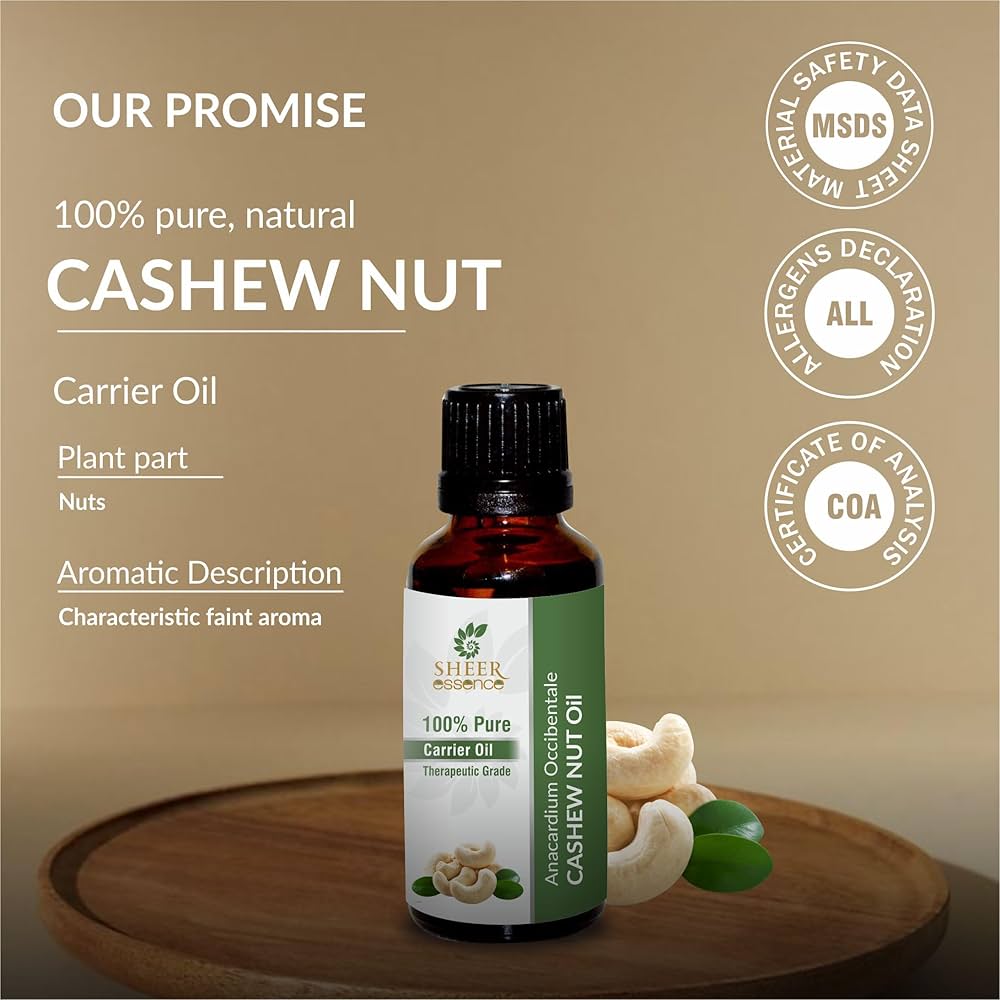 OUR PROMISE
100% pure, natural
CASHEW NUT
Carrier Oil
Plant part
Nuts
Aromatic Description
Characteristic faint aroma
MATERIAL SAFETY DATA SHEET
MSDS
ALLERGENS DECLARATION
ALL
CERTIFICATE OF ANALYSIS
COA
SHEER
essence
100% Pure
Carrier Oil
Therapeutic Grade
Anacardium Occibentale
CASHEW NUT Oil